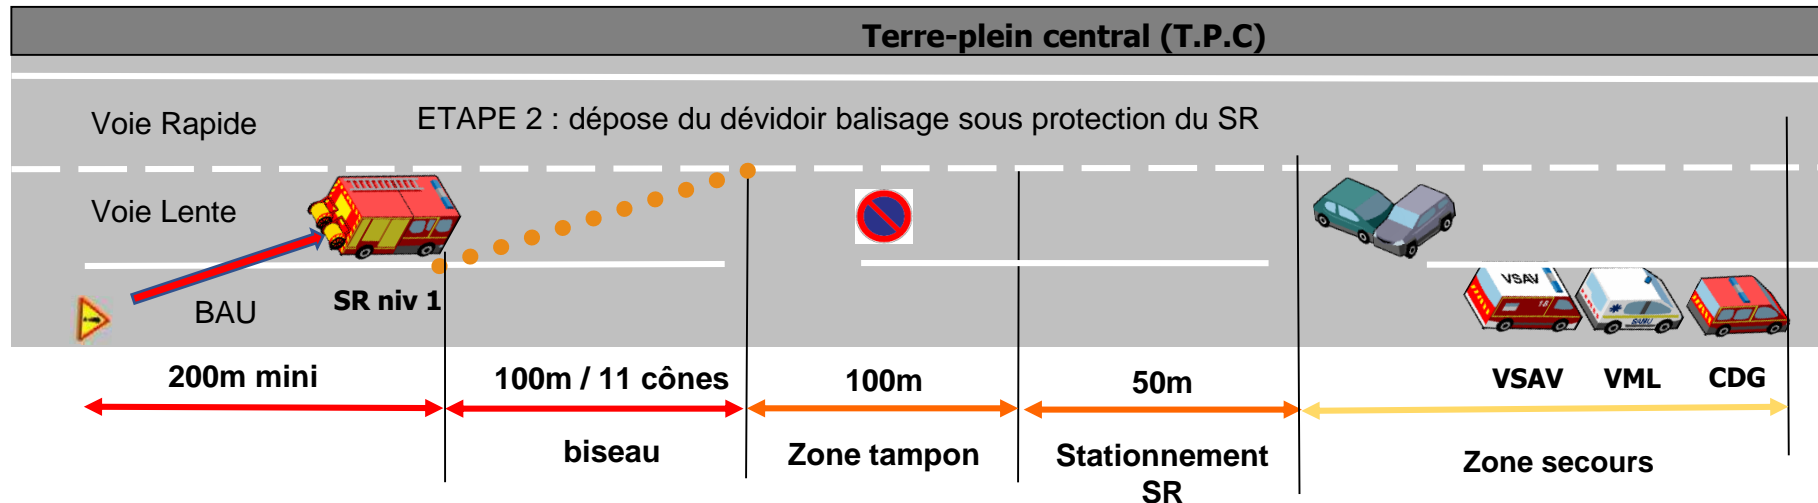 Terre-plein central (T.P.C)
Voie Rapide
ETAPE 2 : dépose du dévidoir balisage sous protection du SR
Voie Lente
BAU
SR niv 1
VSAV
18
SAMU
200m mini
100m / 11 cônes
100m
50m
VSAV
VML
CDG
biseau
Zone tampon
Stationnement
SR
Zone secours